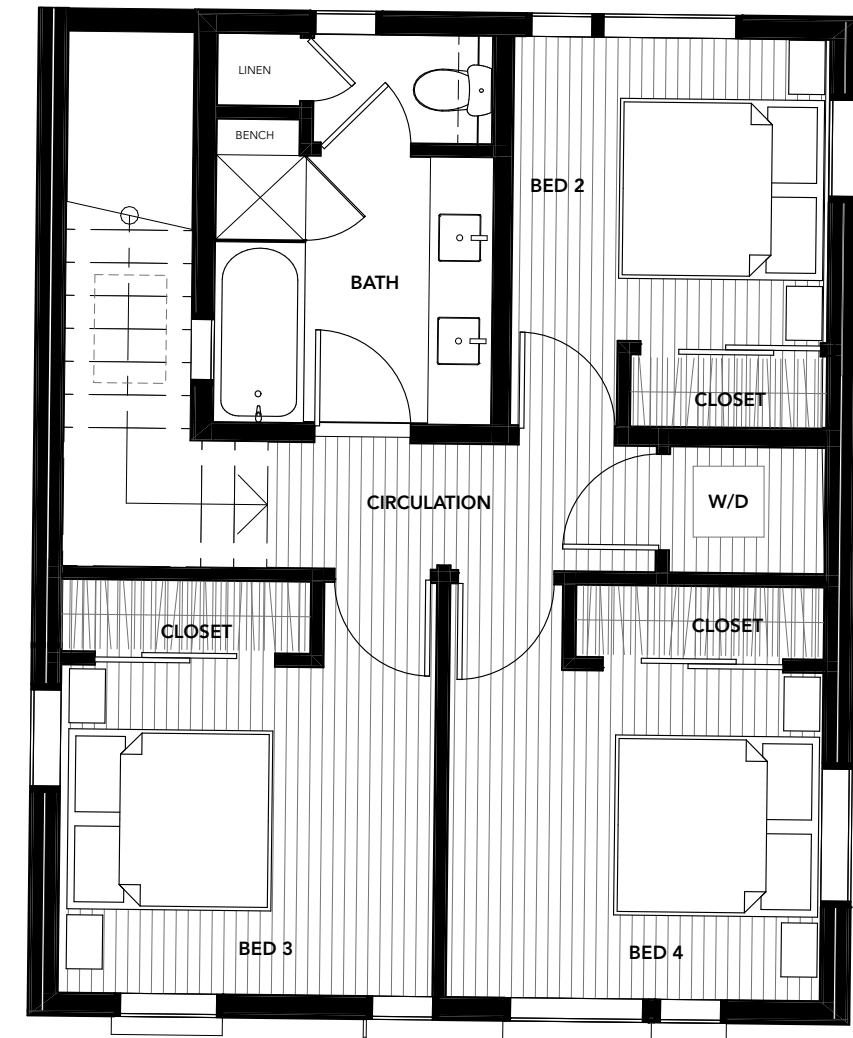 LINEN
BENCH
BED 2
BATH
CLOSET
CIRCULATION
W/D
CLOSET
CLOSET
BED 3
BED 4